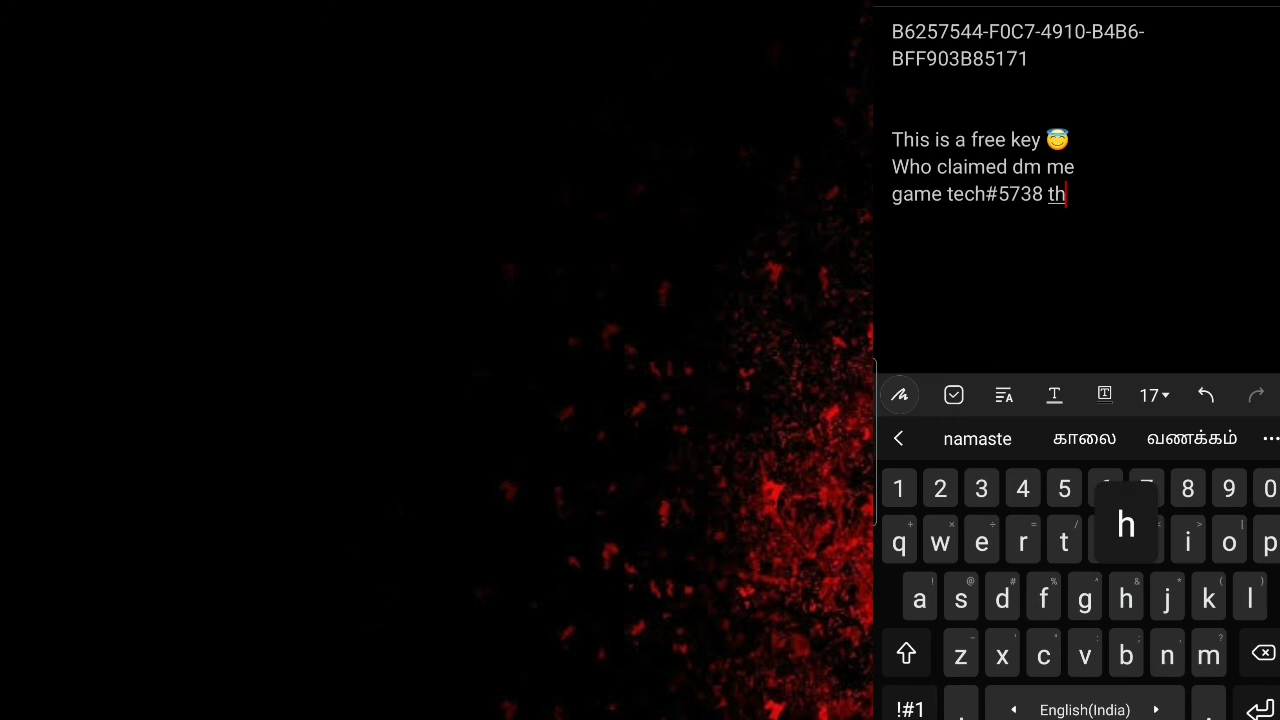 B6257544-F0C7-4910-B4B6-
BFF903B85171
This is a free key 😇
Who claimed dm me
game tech#5738 th
17
namaste காலை வணக்கம்
1 2 3 4 5 8 9 0
q w e r t h i o p
a s d f g h j k l
z x c v b n m
!#1 , English(India) .